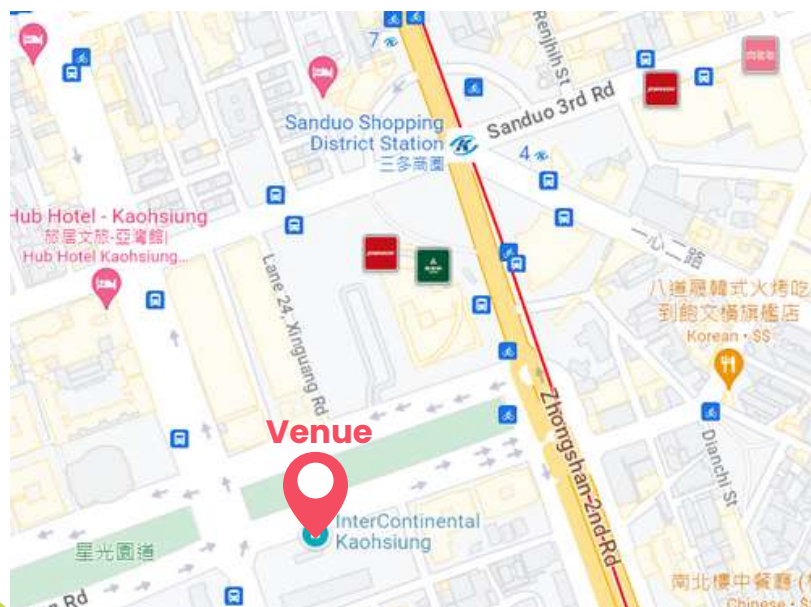 7
Renjhih St
Sanduo 3rd Rd
Sanduo Shopping
District Station
三多商圈
4
Hub Hotel - Kaohsiung
旅居文旅-亞灣館|
Hub Hotel Kaohsiung...
Lane 24, Xinguang Rd
一心二路
八道饌韓式火烤吃
到飽文橫旗艦店
Korean • $$
Venue
Zhongshan 2nd Rd
Dianchi St
InterContinental
Kaohsiung
星光園道
Rd
南北樓中餐廳
Chinese • $